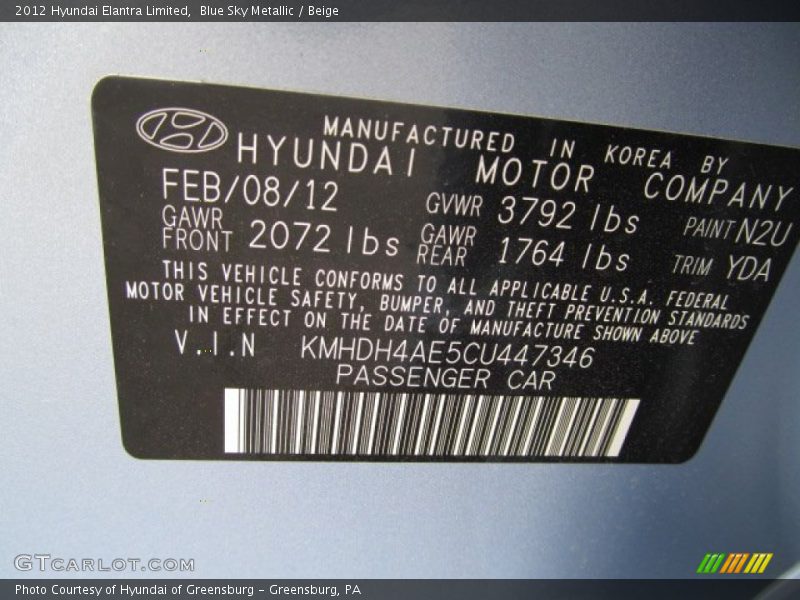 2012 Hyundai Elantra Limited, Blue Sky Metallic / Beige
MANUFACTURED IN KOREA BY
HYUNDAI MOTOR COMPANY
FEB/08/12 GVWR 3792 lbs PAINT N2U
GAWR FRONT 2072 lbs GAWR REAR 1764 lbs TRIM YDA
THIS VEHICLE CONFORMS TO ALL APPLICABLE U.S.A. FEDERAL
MOTOR VEHICLE SAFETY, BUMPER, AND THEFT PREVENTION STANDARDS
IN EFFECT ON THE DATE OF MANUFACTURE SHOWN ABOVE
V.I.N KMHDH4AE5CU447346
PASSENGER CAR
GTCARLOT.COM
Photo Courtesy of Hyundai of Greensburg - Greensburg, PA